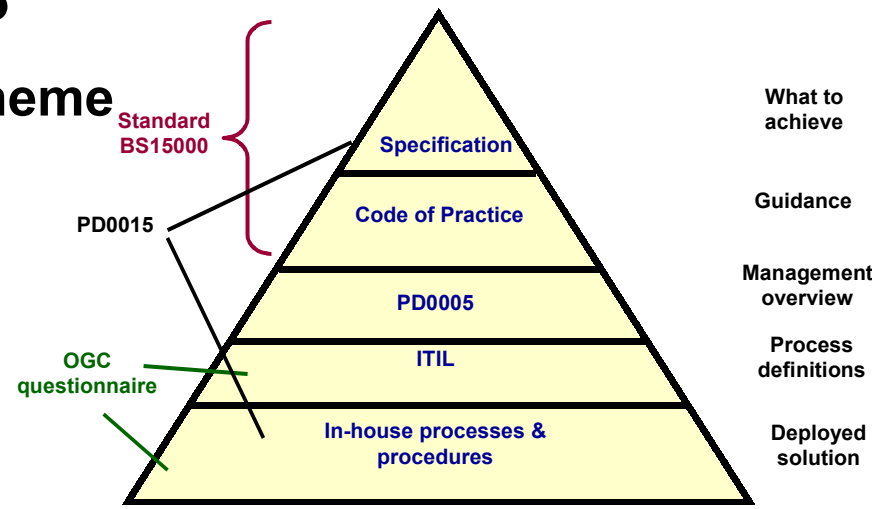 Standard
BS15000
PD0015
OGC
questionnaire
Specification
Code of Practice
PD0005
ITIL
In-house processes &
procedures
What to
achieve
Guidance
Management
overview
Process
definitions
Deployed
solution